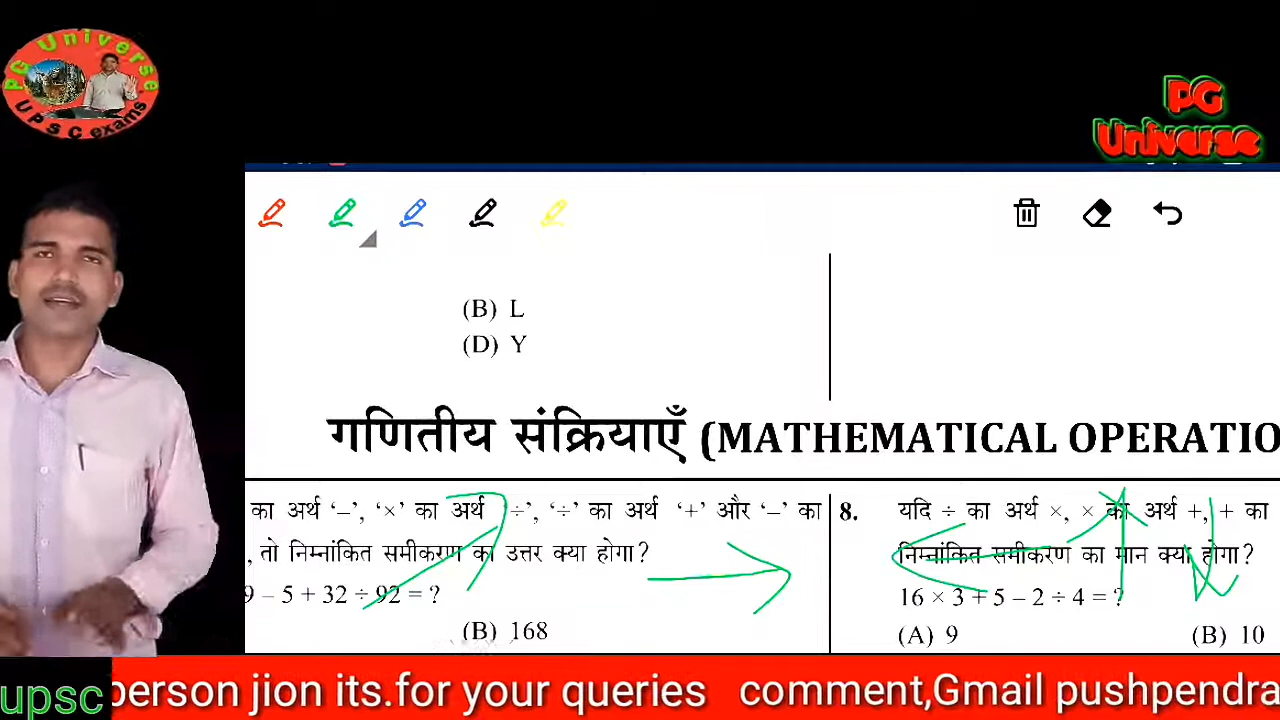 PG Universe
UPSC exams
PG
Universe
(B) L
(D) Y
गणितीय संक्रियाएँ (MATHEMATICAL OPERATIO
का अर्थ ‘–’, ‘×’ का अर्थ ‘÷’, ‘÷’ का अर्थ ‘+’ और ‘–’ का
, तो निम्नांकित समीकरण का उत्तर क्या होगा?
9 – 5 + 32 ÷ 92 = ?
(B) 168
8. यदि ÷ का अर्थ ×, × का अर्थ +, + का
निम्नांकित समीकरण का मान क्या होगा?
16 × 3 + 5 – 2 ÷ 4 = ?
(A) 9 (B) 10
upsc person jion its.for your queries comment,Gmail pushpendra